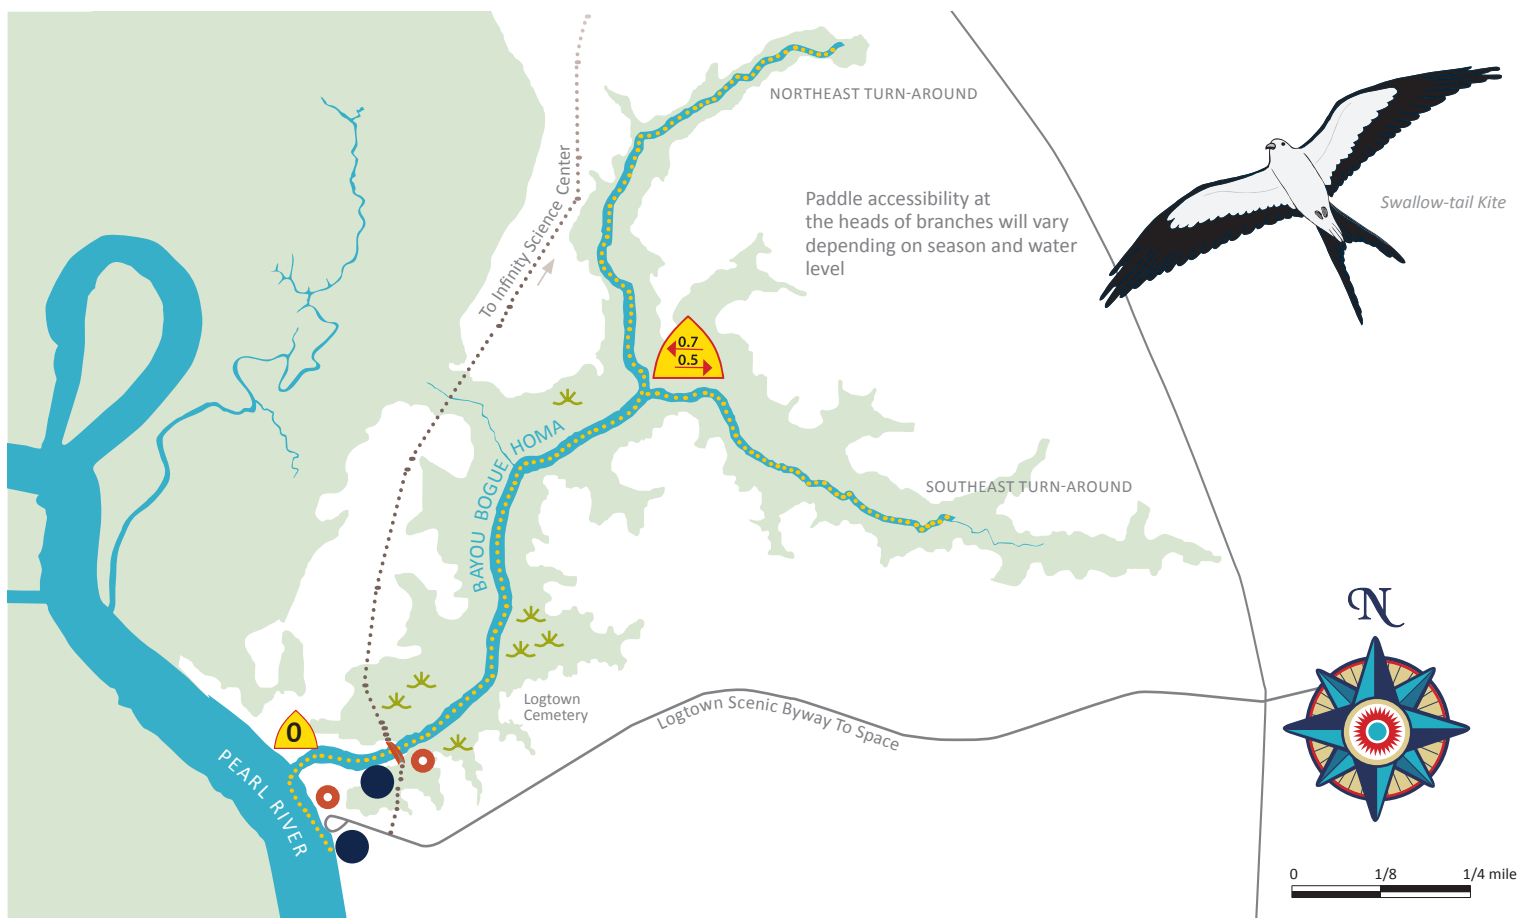 NORTHEAST TURN-AROUND
To Infinity Science Center
Paddle accessibility at
the heads of branches will vary
depending on season and water
level
Swallow-tail Kite
0.7
0.5
BAYOU BOGUE HOMA
SOUTHEAST TURN-AROUND
N
Logtown
Cemetery
Logtown Scenic Byway To Space
0
PEARL RIVER
0 1/8 1/4 mile